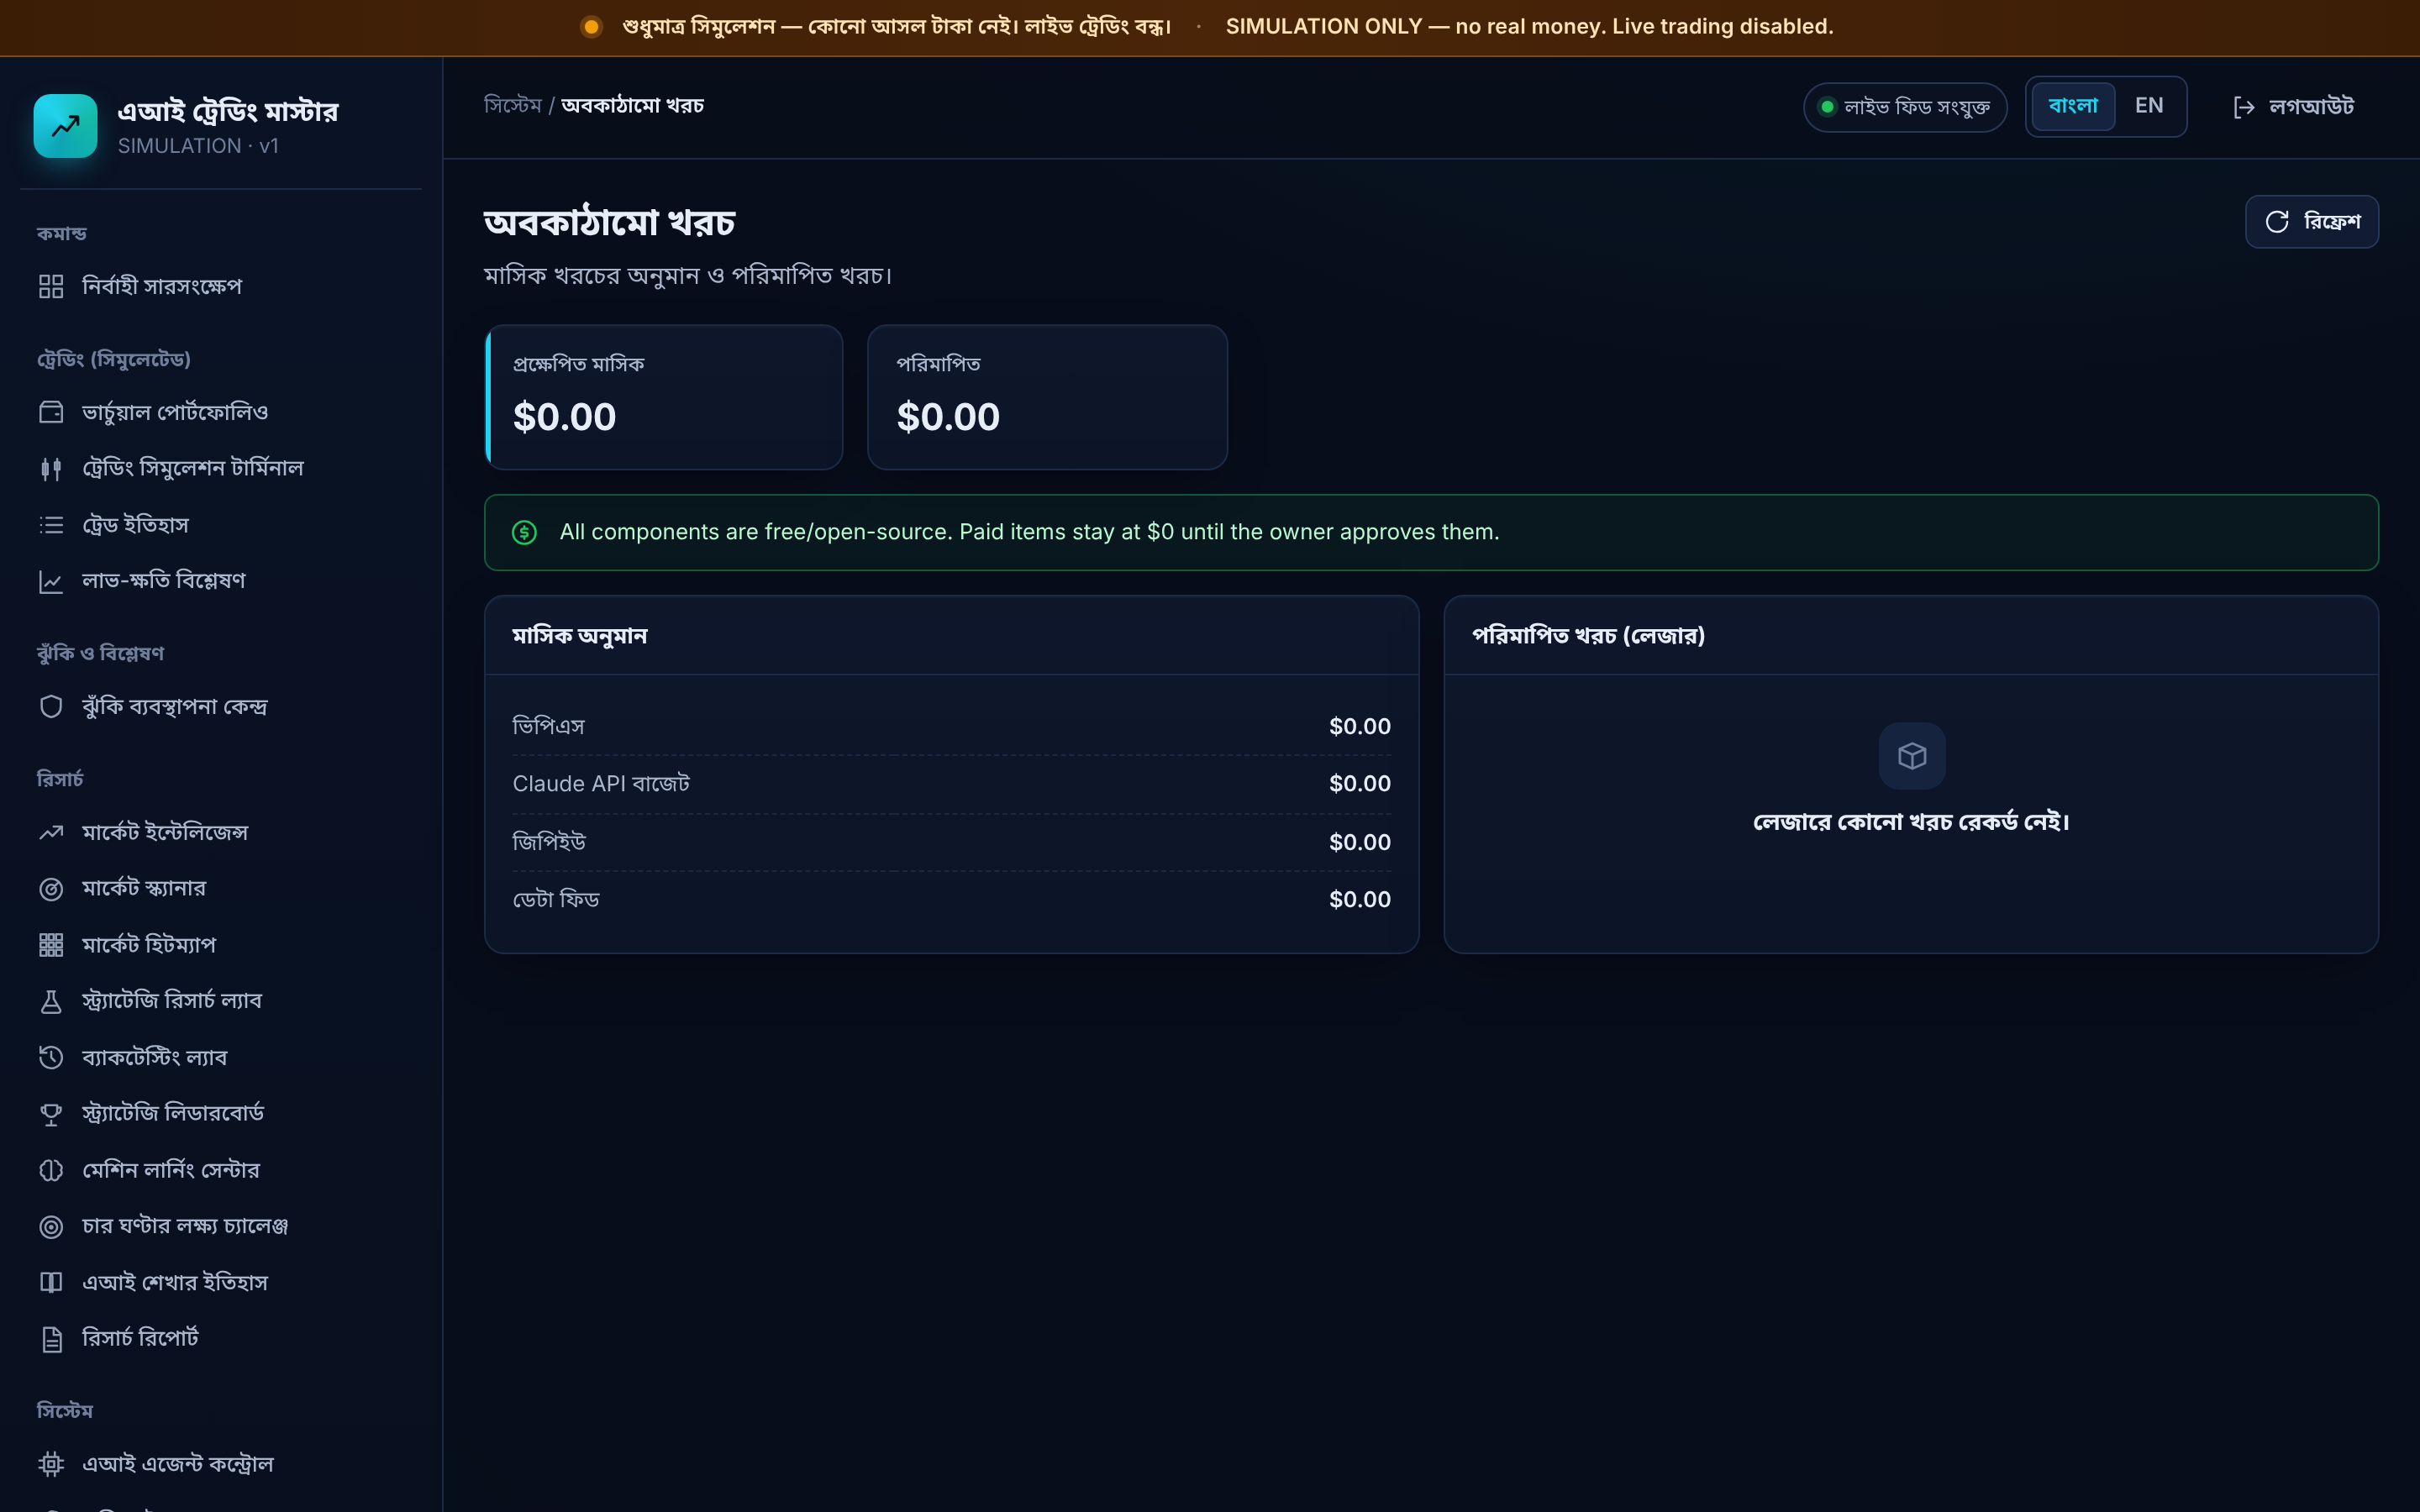 শুধুমাত্র সিমুলেশন — কোনো আসল টাকা নেই। লাইভ ট্রেডিং বন্ধ। · SIMULATION ONLY — no real money. Live trading disabled.
এআই ট্রেডিং মাস্টার
SIMULATION · v1
সিস্টেম / অবকাঠামো খরচ
লাইভ ফিড সংযুক্ত
বাংলা
EN
লগআউট
কমান্ড
নির্বাহী সারসংক্ষেপ
ট্রেডিং (সিমুলেটেড)
ভার্চুয়াল পোর্টফোলিও
ট্রেডিং সিমুলেশন টার্মিনাল
ট্রেড ইতিহাস
লাভ-ক্ষতি বিশ্লেষণ
ঝুঁকি ও বিশ্লেষণ
ঝুঁকি ব্যবস্থাপনা কেন্দ্র
রিসার্চ
মার্কেট ইন্টেলিজেন্স
মার্কেট স্ক্যানার
মার্কেট হিটম্যাপ
স্ট্র্যাটেজি রিসার্চ ল্যাব
ব্যাকটেস্টিং ল্যাব
স্ট্র্যাটেজি লিডারবোর্ড
মেশিন লার্নিং সেন্টার
চার ঘণ্টার লক্ষ্য চ্যালেঞ্জ
এআই শেখার ইতিহাস
রিসার্চ রিপোর্ট
সিস্টেম
এআই এজেন্ট কন্ট্রোল
অবকাঠামো খরচ
রিফ্রেশ
মাসিক খরচের অনুমান ও পরিমাপিত খরচ।
প্রক্ষেপিত মাসিক
$0.00
পরিমাপিত
$0.00
All components are free/open-source. Paid items stay at $0 until the owner approves them.
মাসিক অনুমান
ভিপিএস $0.00
Claude API বাজেট $0.00
জিপিইউ $0.00
ডেটা ফিড $0.00
পরিমাপিত খরচ (লেজার)
লেজারে কোনো খরচ রেকর্ড নেই।